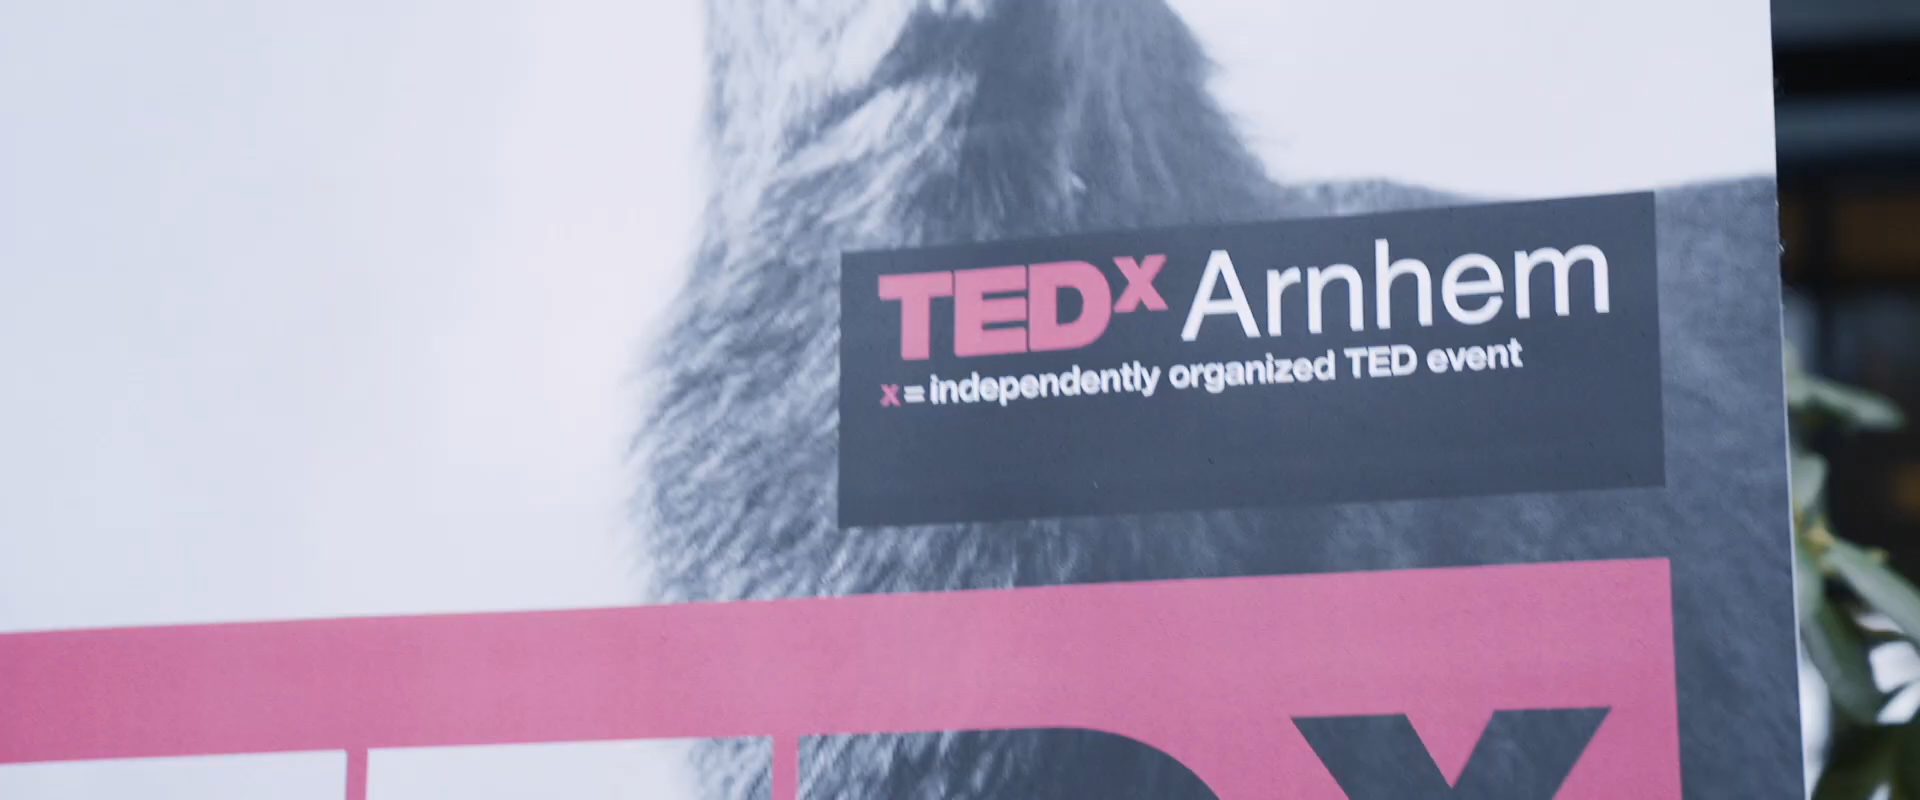 TEDx Arnhem
x = independently organized TED event